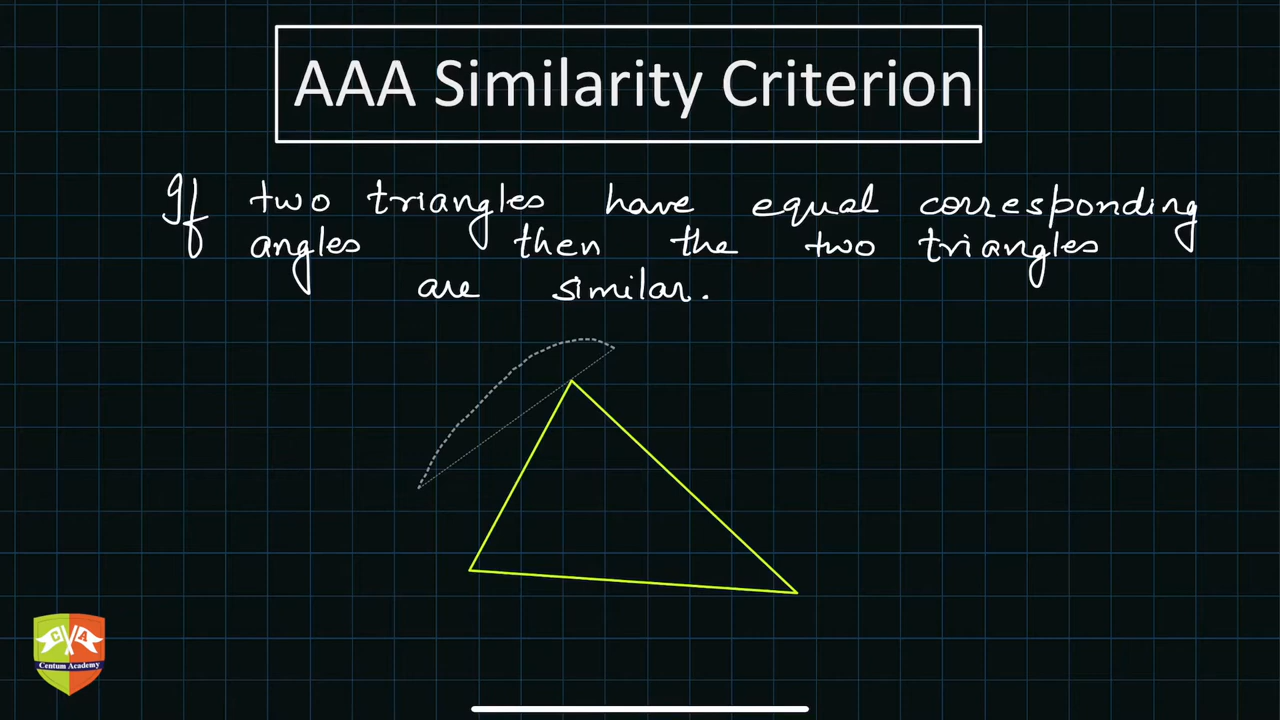 AAA Similarity Criterion
If two triangles have equal corresponding
angles then the two triangles
are similar.
C A
Centum Academy